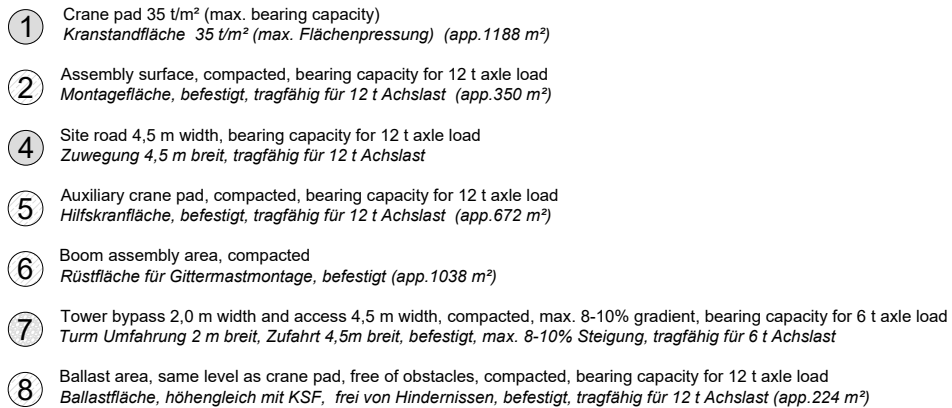 1 Crane pad 35 t/m² (max. bearing capacity)
Kranstandfläche 35 t/m² (max. Flächenpressung) (app.1188 m²)
2 Assembly surface, compacted, bearing capacity for 12 t axle load
Montagefläche, befestigt, tragfähig für 12 t Achslast (app.350 m²)
4 Site road 4,5 m width, bearing capacity for 12 t axle load
Zuwegung 4,5 m breit, tragfähig für 12 t Achslast
5 Auxiliary crane pad, compacted, bearing capacity for 12 t axle load
Hilfskranfläche, befestigt, tragfähig für 12 t Achslast (app.672 m²)
6 Boom assembly area, compacted
Rüstfläche für Gittermastmontage, befestigt (app.1038 m²)
7 Tower bypass 2,0 m width and access 4,5 m width, compacted, max. 8-10% gradient, bearing capacity for 6 t axle load
Turm Umfahrung 2 m breit, Zufahrt 4,5m breit, befestigt, max. 8-10% Steigung, tragfähig für 6 t Achslast
8 Ballast area, same level as crane pad, free of obstacles, compacted, bearing capacity for 12 t axle load
Ballastfläche, höhengleich mit KSF, frei von Hindernissen, befestigt, tragfähig für 12 t Achslast (app.224 m²)